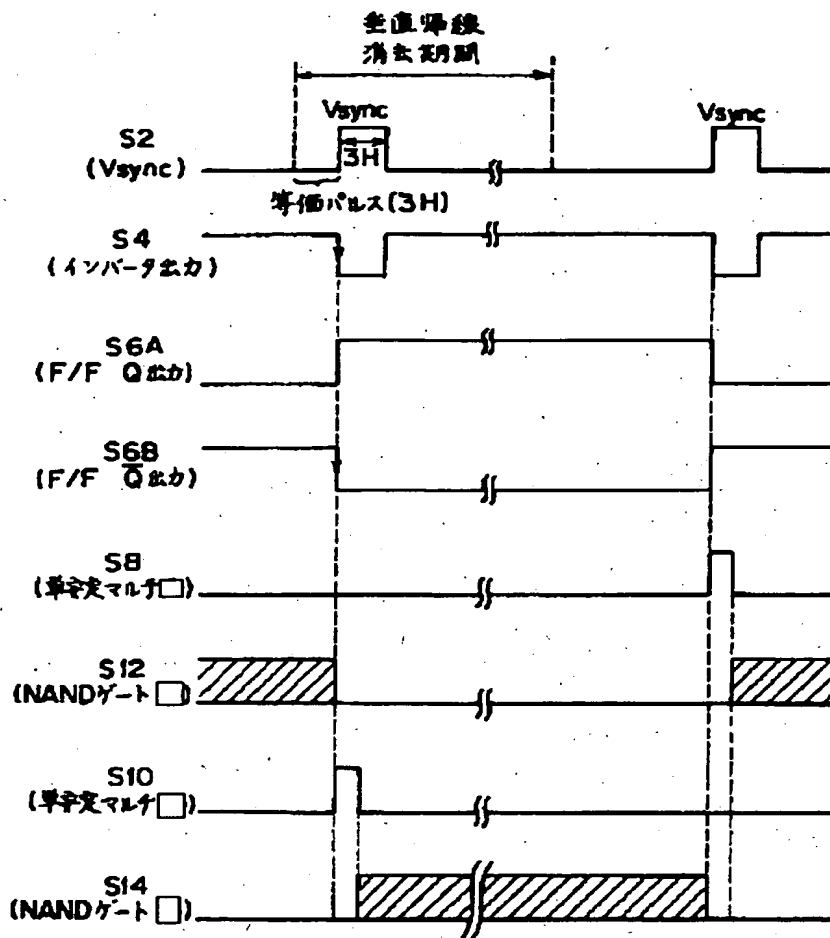 垂直帰線
消去期間
Vsync
Vsync
S2
(Vsync)
3H
等価パルス(3H)
S4
(インバータ出力)
S6A
(F/F Q出力)
S6B
(F/F Q̅出力)
S8
(単安定マルチ□)
S12
(NANDゲート□)
S10
(単安定マルチ□)
S14
(NANDゲート□)